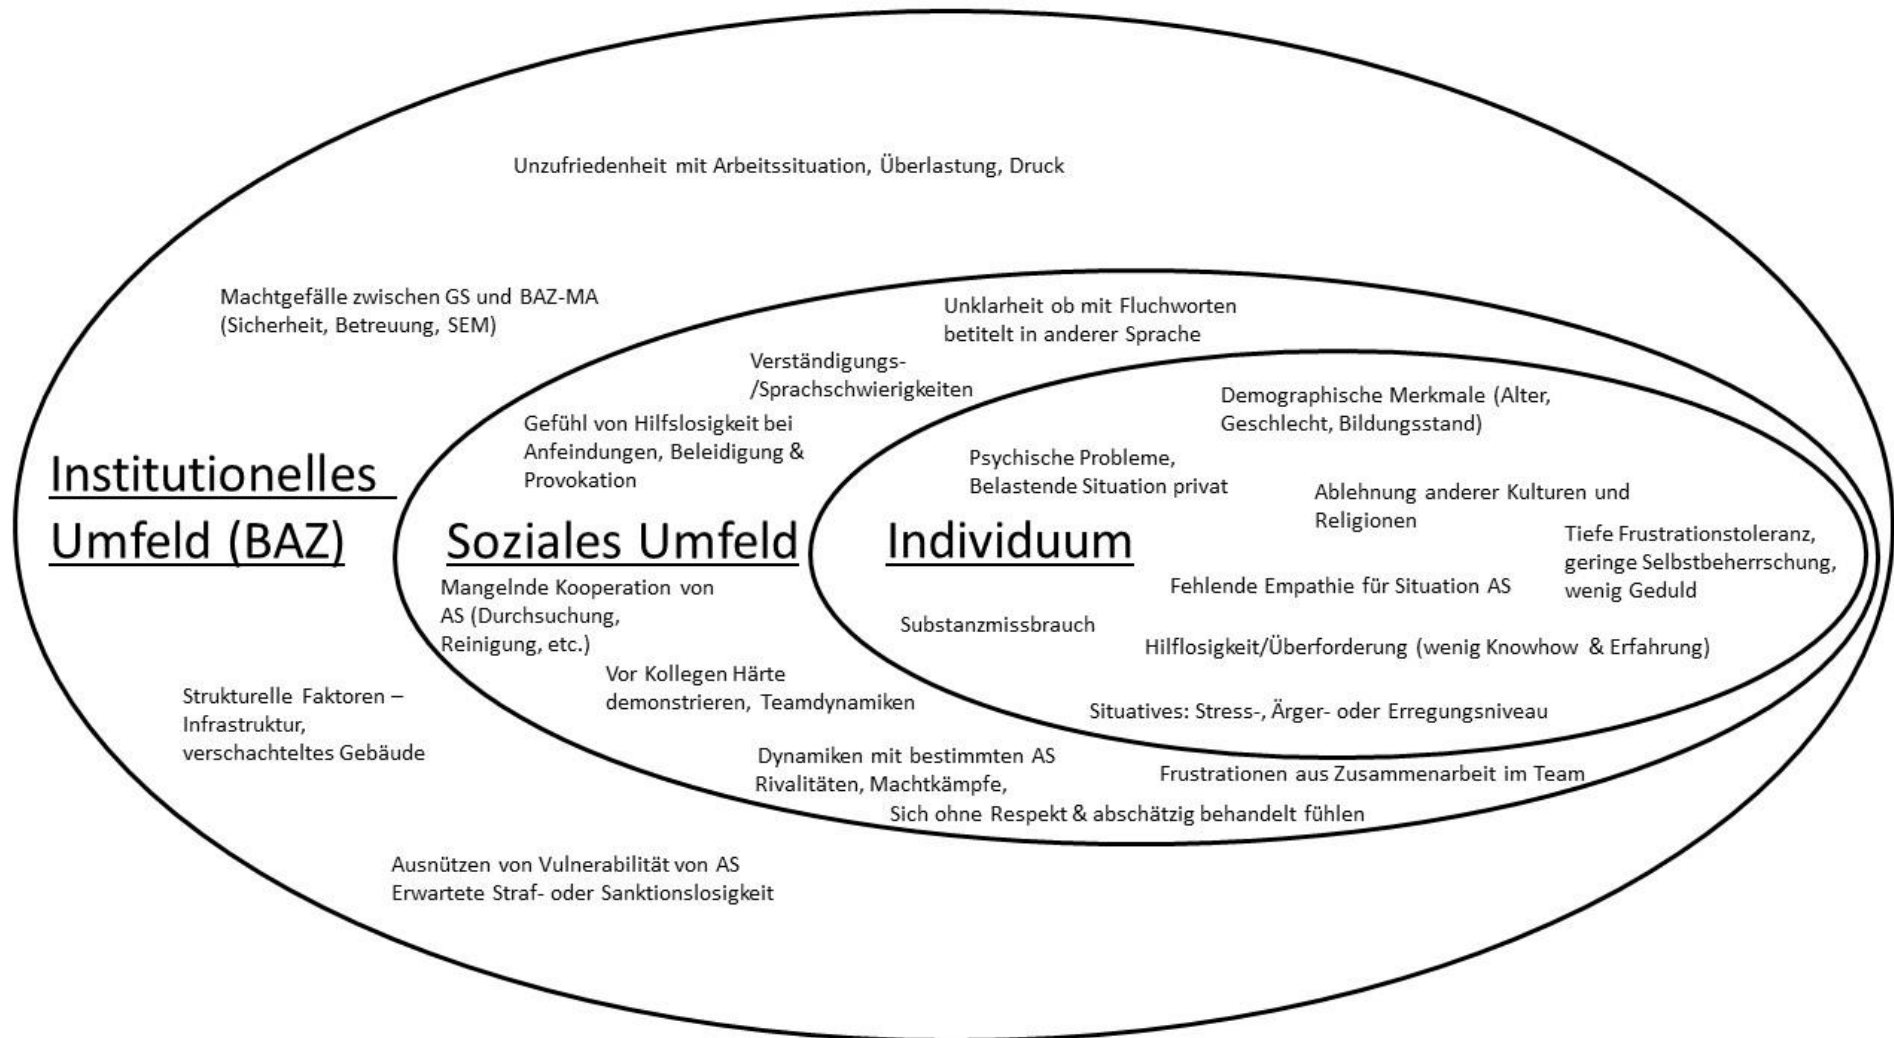 Unzufriedenheit mit Arbeitssituation, Überlastung, Druck
Machtgefälle zwischen GS und BAZ-MA
(Sicherheit, Betreuung, SEM)
Unklarheit ob mit Fluchworten
betitelt in anderer Sprache
Verständigungs-
/Sprachschwierigkeiten
Gefühl von Hilfslosigkeit bei
Anfeindungen, Beleidigung &
Provokation
Demographische Merkmale (Alter,
Geschlecht, Bildungsstand)
Psychische Probleme,
Belastende Situation privat
Ablehnung anderer Kulturen und
Religionen
Tiefe Frustrationstoleranz,
geringe Selbstbeherrschung,
wenig Geduld
Institutionelles
Umfeld (BAZ)
Soziales Umfeld
Individuum
Mangelnde Kooperation von
AS (Durchsuchung,
Reinigung, etc.)
Fehlende Empathie für Situation AS
Substanzmissbrauch
Hilflosigkeit/Überforderung (wenig Knowhow & Erfahrung)
Vor Kollegen Härte
demonstrieren, Teamdynamiken
Strukturelle Faktoren –
Infrastruktur,
verschachteltes Gebäude
Situatives: Stress-, Ärger- oder Erregungsniveau
Dynamiken mit bestimmten AS
Rivalitäten, Machtkämpfe,
Frustrationen aus Zusammenarbeit im Team
Sich ohne Respekt & abschätzig behandelt fühlen
Ausnützen von Vulnerabilität von AS
Erwartete Straf- oder Sanktionslosigkeit